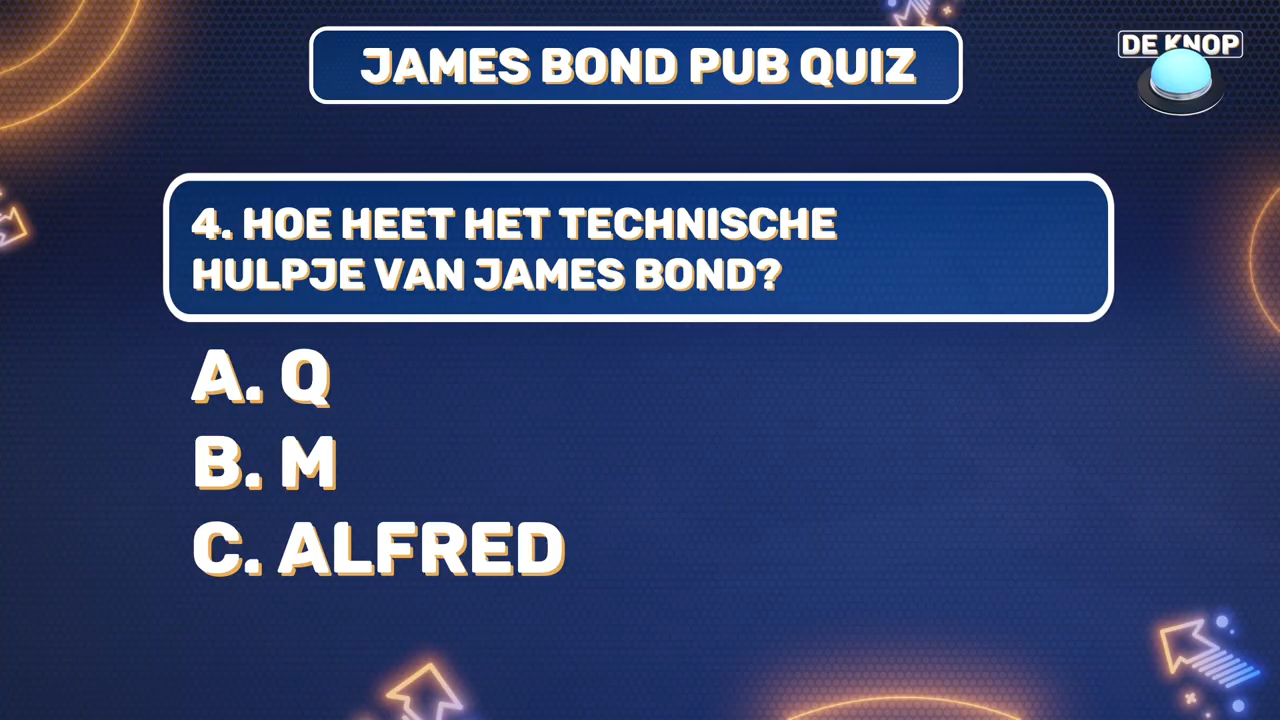 JAMES BOND PUB QUIZ
DE KNOP
4. HOE HEET HET TECHNISCHE
HULPJE VAN JAMES BOND?
A. Q
B. M
C. ALFRED